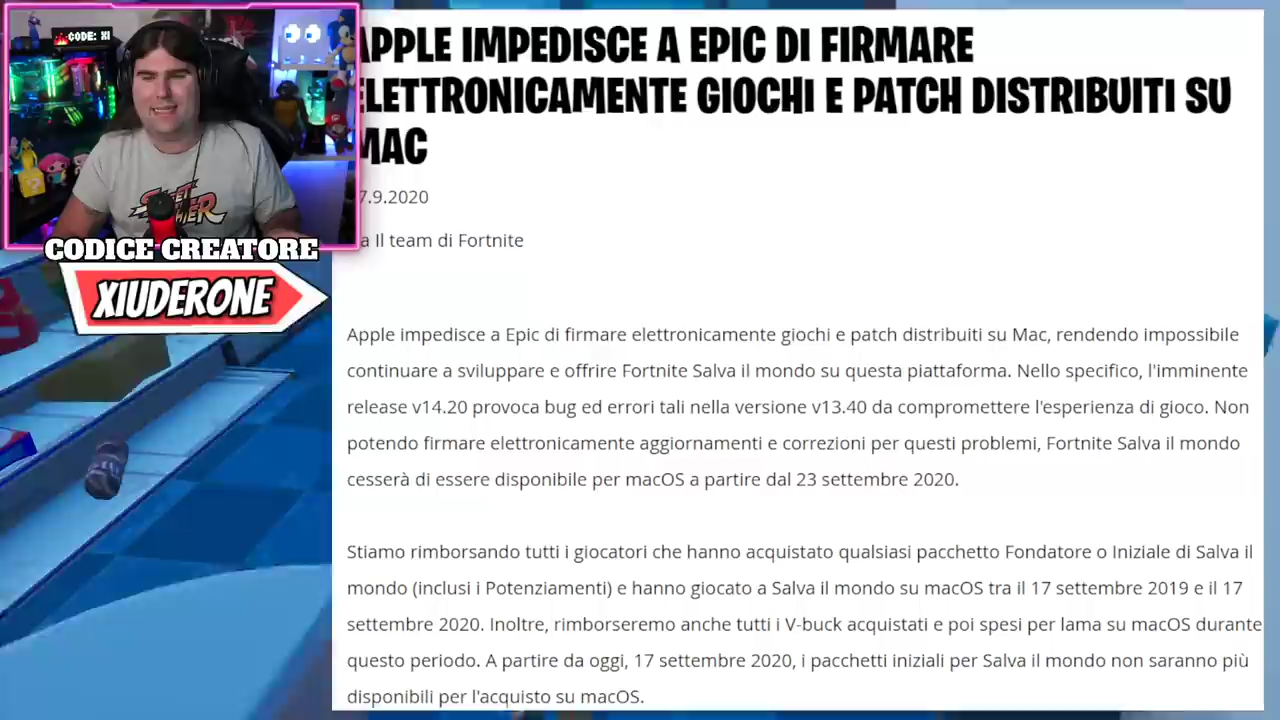 CODE: XI
STREET
FIGHTER
CODICE CREATORE
XIUDERONE
APPLE IMPEDISCE A EPIC DI FIRMARE
ELETTRONICAMENTE GIOCHI E PATCH DISTRIBUITI SU
MAC
7.9.2020
a Il team di Fortnite
Apple impedisce a Epic di firmare elettronicamente giochi e patch distribuiti su Mac, rendendo impossibile
continuare a sviluppare e offrire Fortnite Salva il mondo su questa piattaforma. Nello specifico, l'imminente
release v14.20 provoca bug ed errori tali nella versione v13.40 da compromettere l'esperienza di gioco. Non
potendo firmare elettronicamente aggiornamenti e correzioni per questi problemi, Fortnite Salva il mondo
cesserà di essere disponibile per macOS a partire dal 23 settembre 2020.
Stiamo rimborsando tutti i giocatori che hanno acquistato qualsiasi pacchetto Fondatore o Iniziale di Salva il
mondo (inclusi i Potenziamenti) e hanno giocato a Salva il mondo su macOS tra il 17 settembre 2019 e il 17
settembre 2020. Inoltre, rimborseremo anche tutti i V-buck acquistati e poi spesi per lama su macOS durante
questo periodo. A partire da oggi, 17 settembre 2020, i pacchetti iniziali per Salva il mondo non saranno più
disponibili per l'acquisto su macOS.